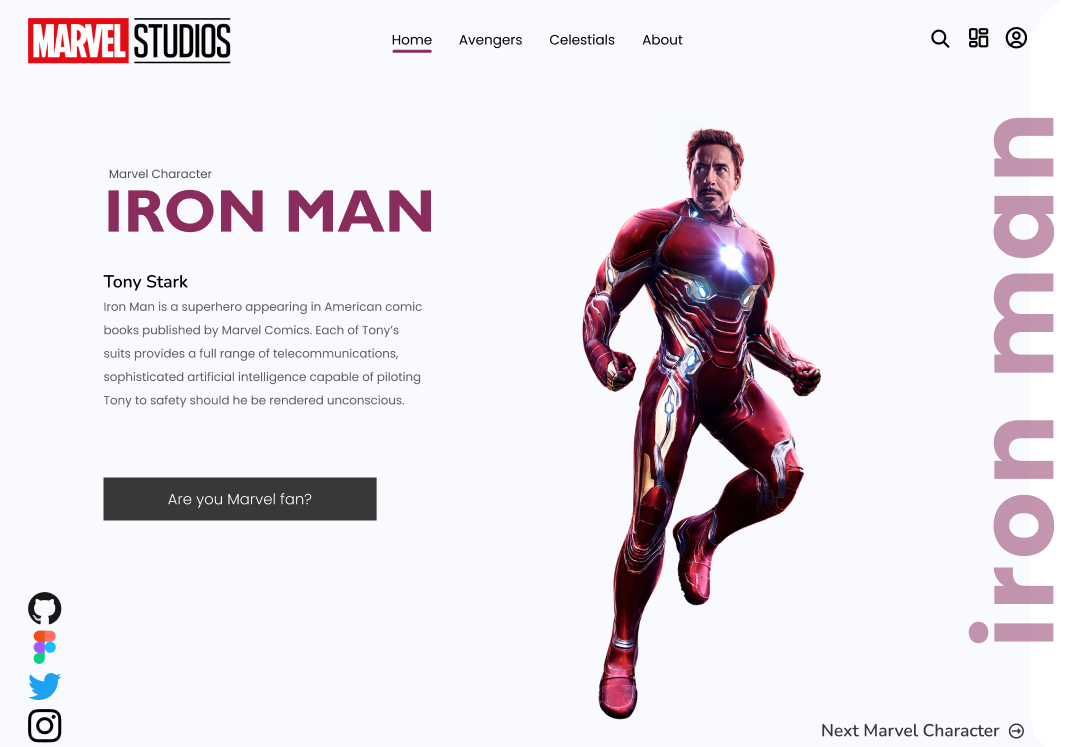 MARVEL STUDIOS
Home Avengers Celestials About
Marvel Character
IRON MAN
Tony Stark
Iron Man is a superhero appearing in American comic
books published by Marvel Comics. Each of Tony’s
suits provides a full range of telecommunications,
sophisticated artificial intelligence capable of piloting
Tony to safety should he be rendered unconscious.
Are you Marvel fan?
iron man
Next Marvel Character